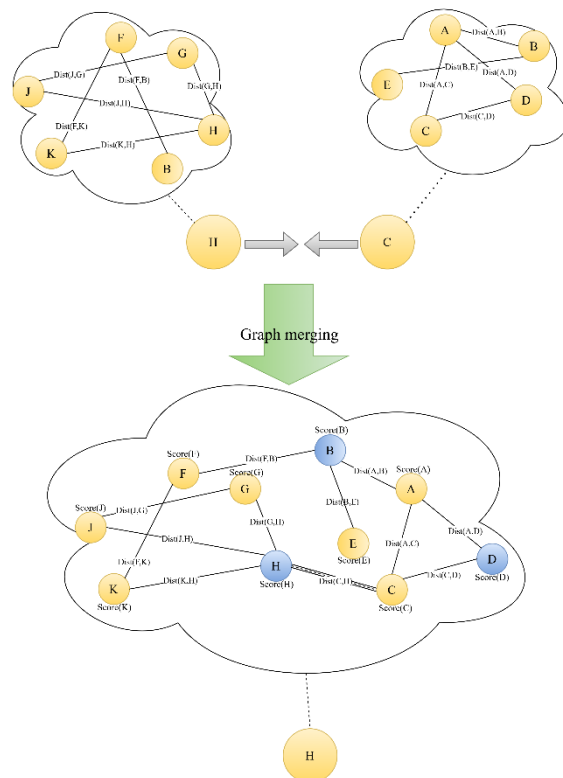 F
G
Dist(J,G)
Dist(F,B)
Dist(G,H)
J
Dist(J,H)
Dist(F,K)
H
K
Dist(K,H)
B
A
Dist(A,H)
B
Dist(B,E)
E
Dist(A,C)
Dist(A,D)
D
C
Dist(C,D)
H
C
Graph merging
Score(B)
Score(F)
B
Dist(F,B)
F
Score(G)
Dist(A,H)
Score(A)
G
A
Score(J)
Dist(J,G)
Dist(B,E)
J
Dist(G,H)
Dist(A,D)
E
Dist(J,H)
Dist(A,C)
Dist(F,K)
Score(E)
D
H
Dist(K,H)
Dist(C,H)
Dist(C,D)
Score(D)
K
Score(H)
C
Score(K)
Score(C)
H